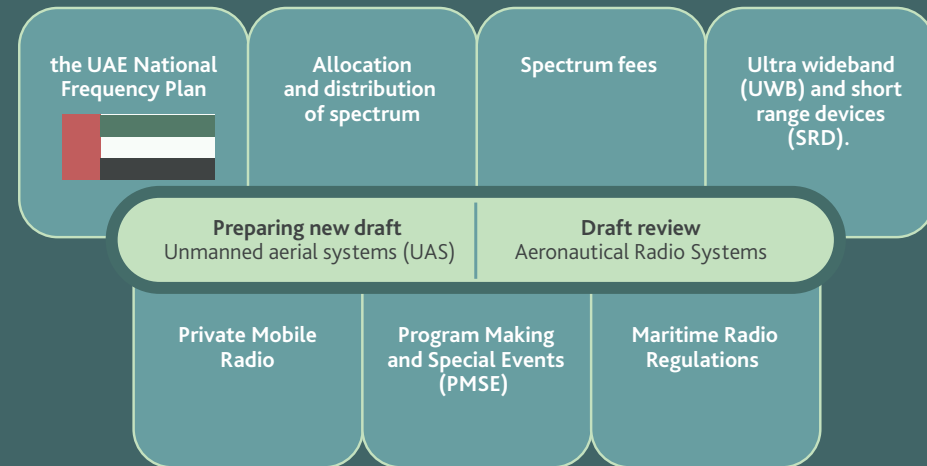 the UAE National
Frequency Plan
Allocation
and distribution
of spectrum
Spectrum fees
Ultra wideband
(UWB) and short
range devices
(SRD).
Preparing new draft
Unmanned aerial systems (UAS)
Draft review
Aeronautical Radio Systems
Private Mobile
Radio
Program Making
and Special Events
(PMSE)
Maritime Radio
Regulations